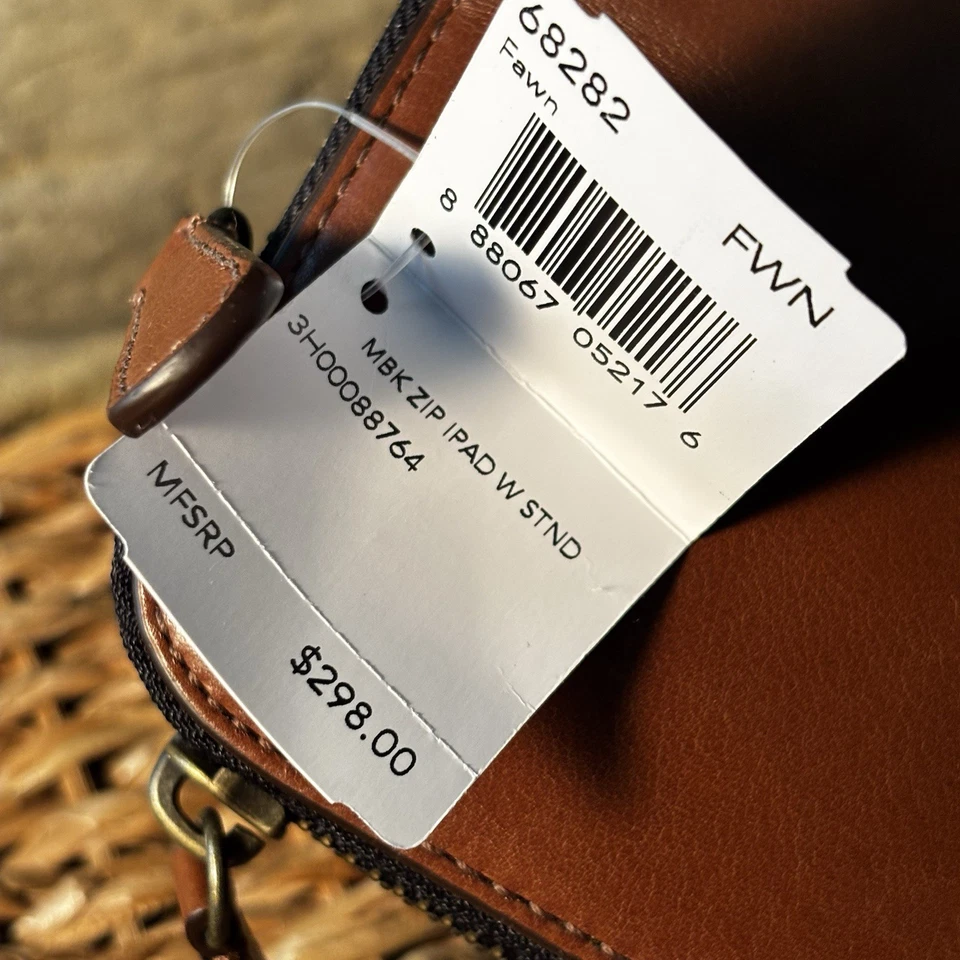 68282
Fawn
FWN
8 88067 05217 6
MBK ZIP IPAD W STND
3H00088764
MFSRP
$298.00